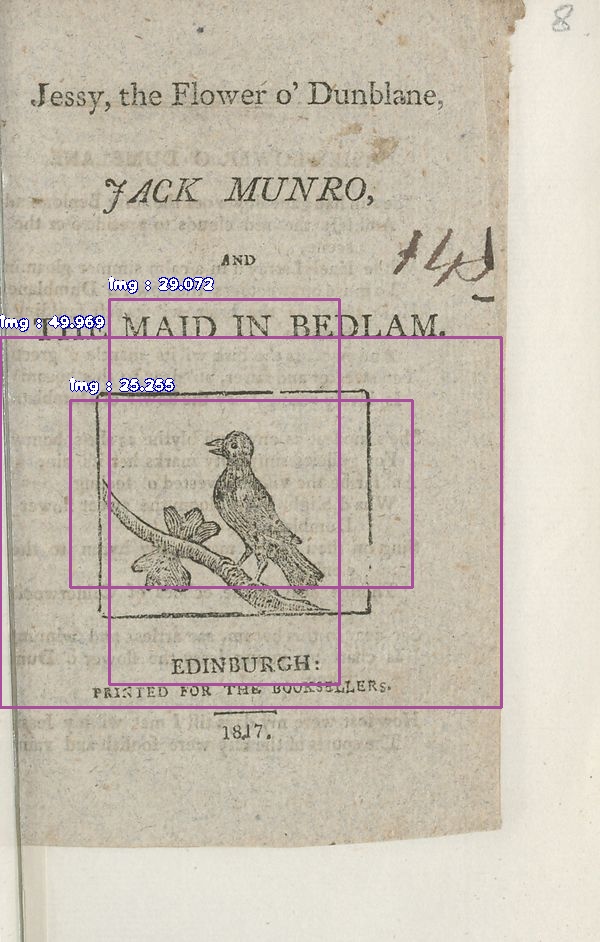 8
Jessy, the Flower o' Dunblane,
JACK MUNRO,
AND
THE MAID IN BEDLAM.
img : 29.072
img : 49.969
img : 25.255
EDINBURGH:
PRINTED FOR THE BOOKSELLERS.
1817.